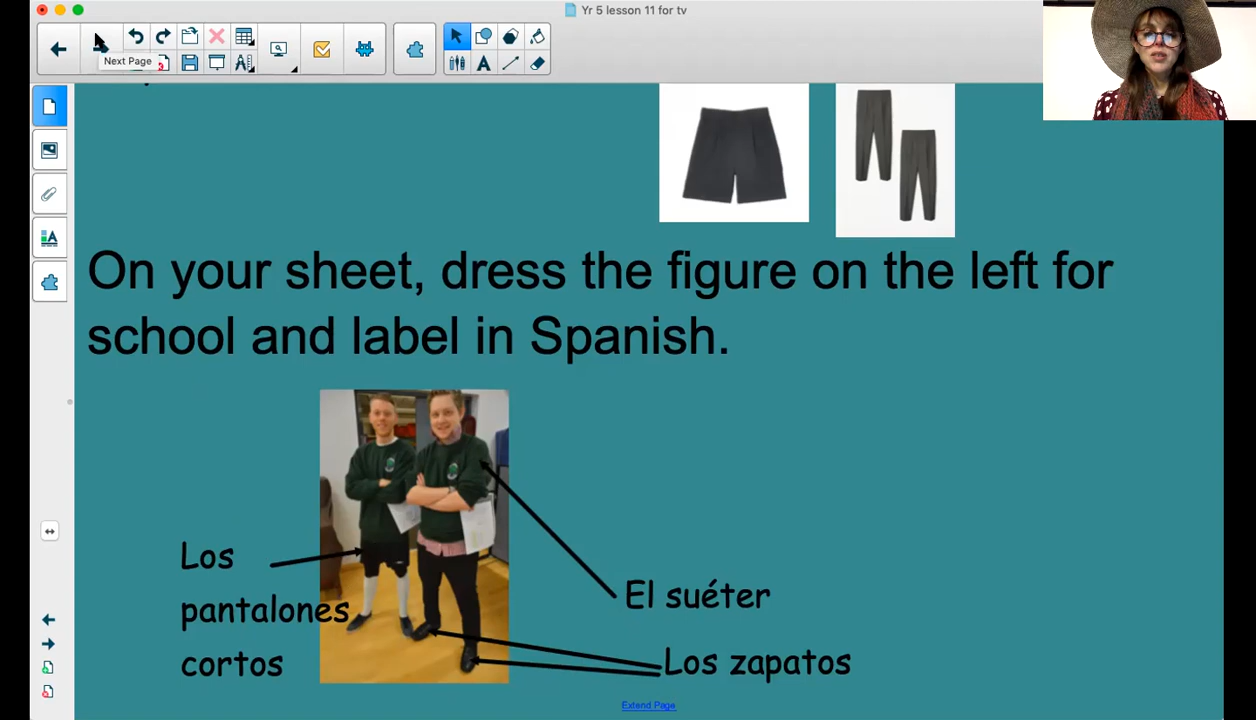 Yr 5 lesson 11 for tv
Next Page
On your sheet, dress the figure on the left for
school and label in Spanish.
Los
pantalones
cortos
El suéter
Los zapatos
Extend Page